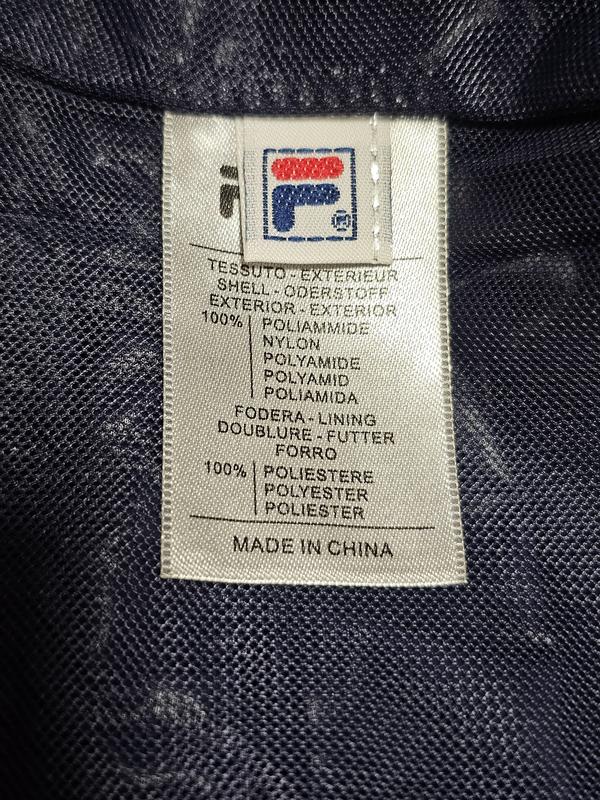 F
®
TESSUTO - EXTERIEUR
SHELL - ODERSTOFF
EXTERIOR - EXTERIOR
100% POLIAMMIDE
NYLON
POLYAMIDE
POLYAMID
POLIAMIDA
FODERA - LINING
DOUBLURE - FUTTER
FORRO
100% POLIESTERE
POLYESTER
POLIESTER
MADE IN CHINA